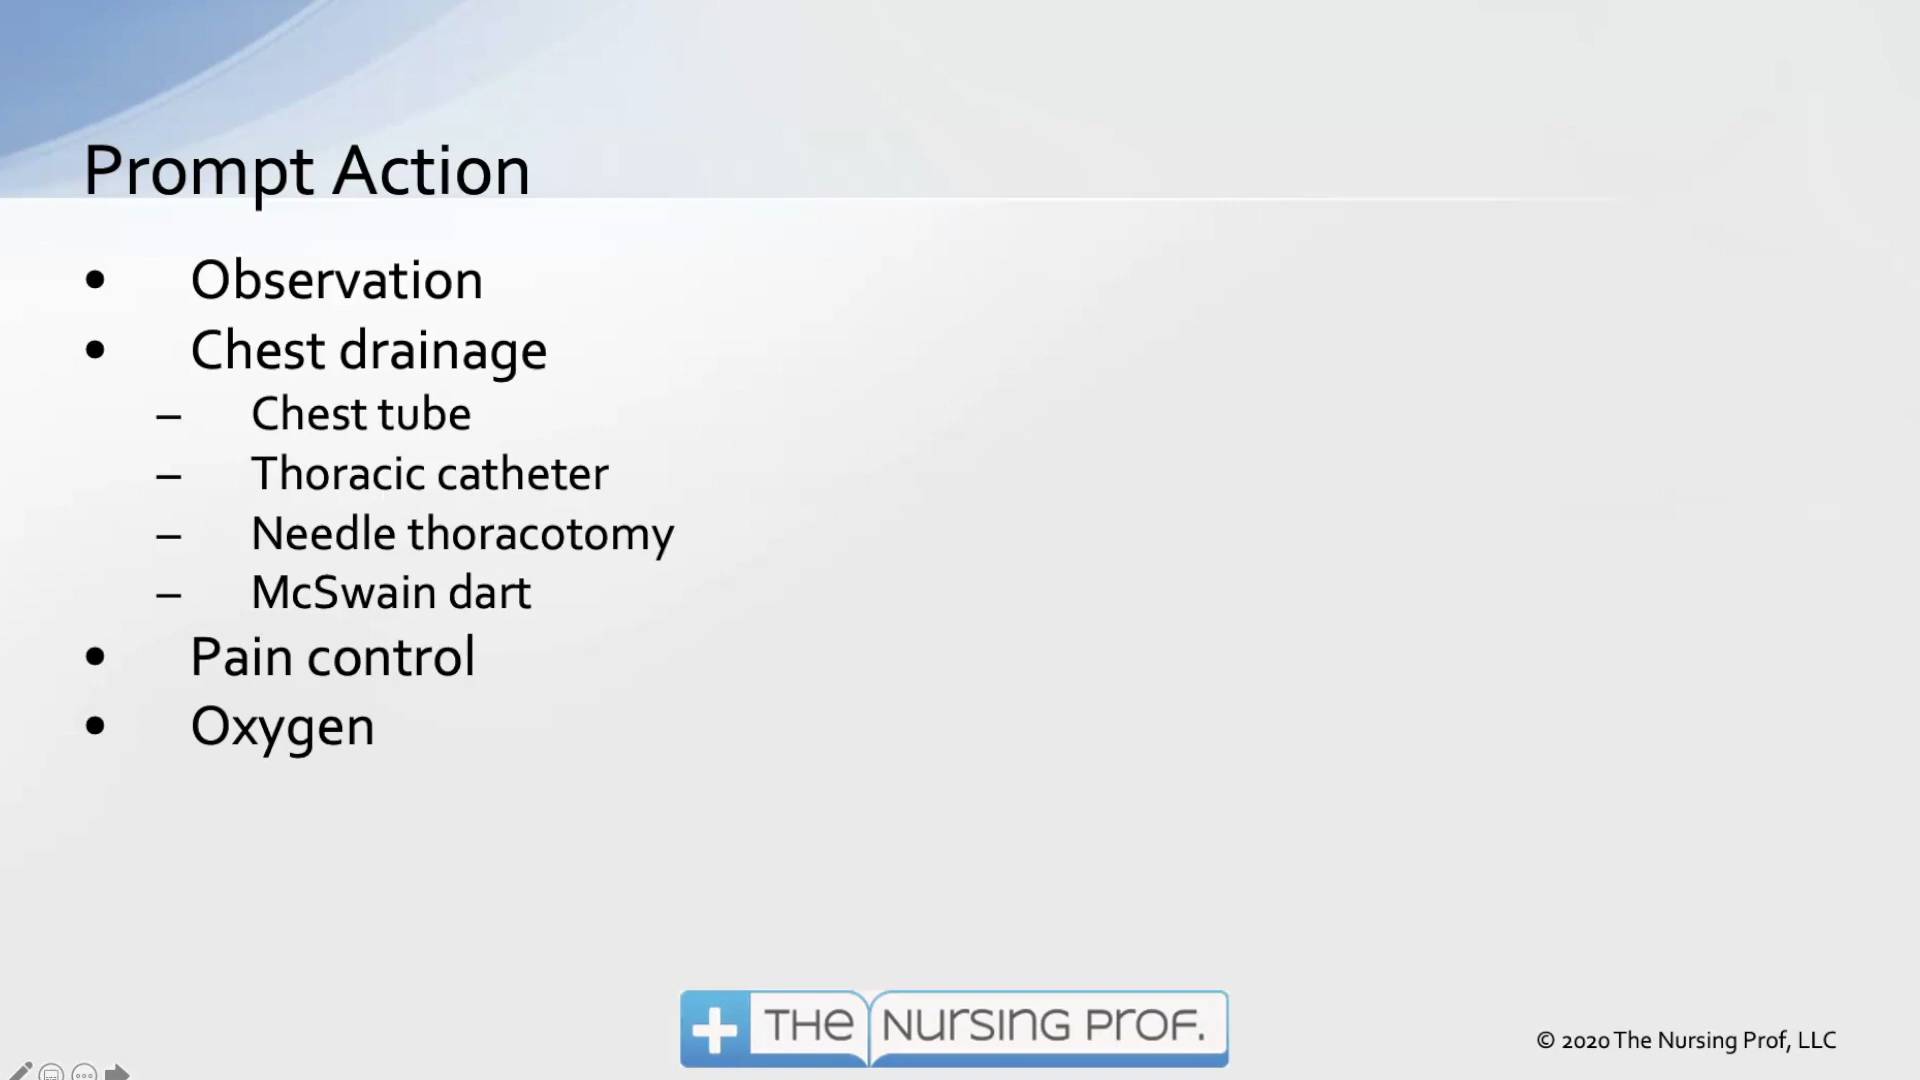 Prompt Action
• Observation
• Chest drainage
– Chest tube
– Thoracic catheter
– Needle thoracotomy
– McSwain dart
• Pain control
• Oxygen
THE NURSING PROF.
© 2020 The Nursing Prof, LLC